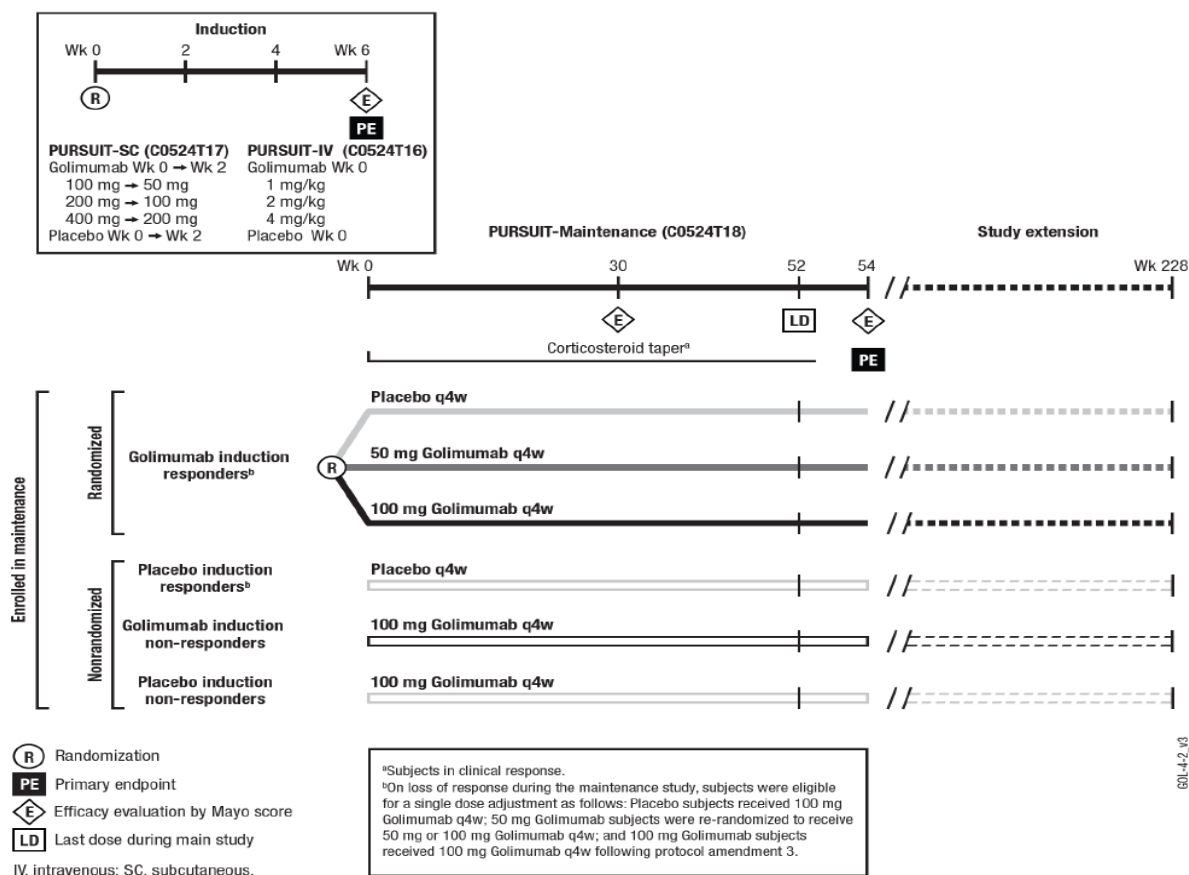 Induction
Wk 0 2 4 Wk 6
R
E
PE
PURSUIT-SC (C0524T17)
Golimumab Wk 0 → Wk 2
100 mg → 50 mg
200 mg → 100 mg
400 mg → 200 mg
Placebo Wk 0 → Wk 2
PURSUIT-IV (C0524T16)
Golimumab Wk 0
1 mg/kg
2 mg/kg
4 mg/kg
Placebo Wk 0
PURSUIT-Maintenance (C0524T18)
Study extension
Wk 0 30 52 54 Wk 228
E
LD
E
Corticosteroid taperᵃ
PE
Enrolled in maintenance
Randomized
Golimumab induction
respondersᵇ
R
Placebo q4w
50 mg Golimumab q4w
100 mg Golimumab q4w
Nonrandomized
Placebo induction
respondersᵇ
Placebo q4w
Golimumab induction
non-responders
100 mg Golimumab q4w
Placebo induction
non-responders
100 mg Golimumab q4w
R Randomization
PE Primary endpoint
E Efficacy evaluation by Mayo score
LD Last dose during main study
IV, intravenous; SC, subcutaneous.
ᵃSubjects in clinical response.
ᵇOn loss of response during the maintenance study, subjects were eligible
for a single dose adjustment as follows: Placebo subjects received 100 mg
Golimumab q4w; 50 mg Golimumab subjects were re-randomized to receive
50 mg or 100 mg Golimumab q4w; and 100 mg Golimumab subjects
received 100 mg Golimumab q4w following protocol amendment 3.
GOL-4-2_v3